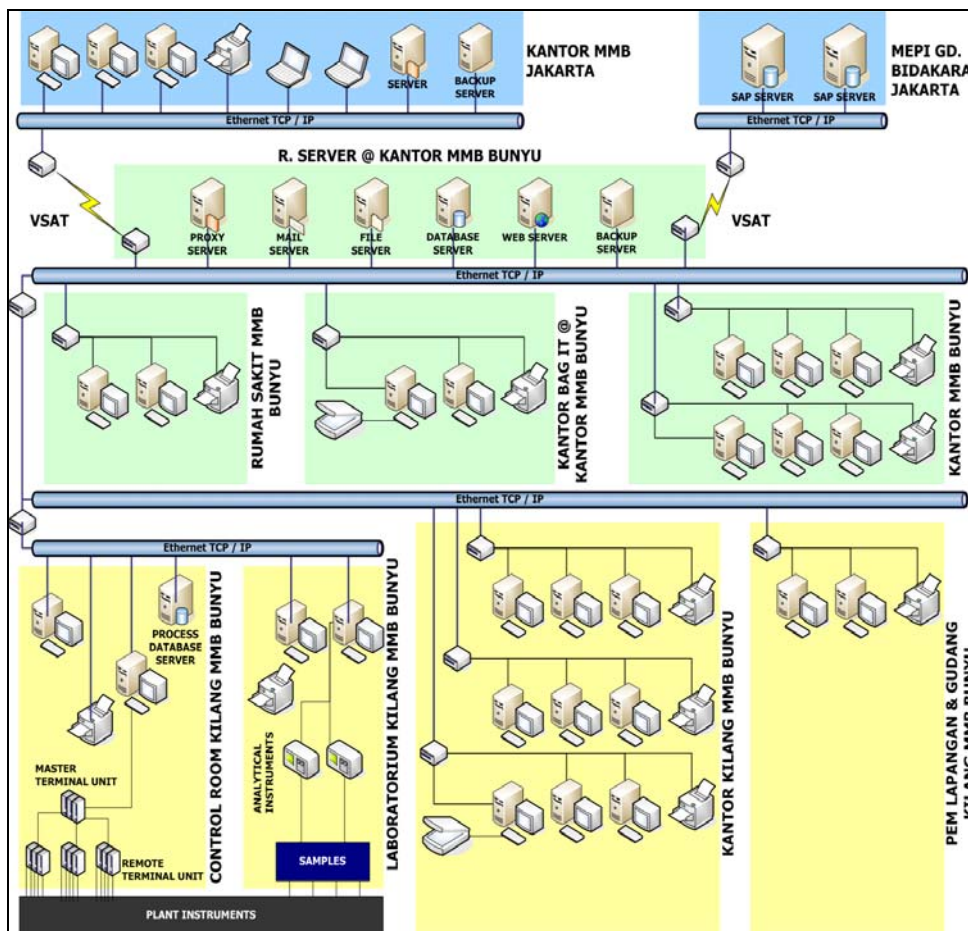 KANTOR MMB
JAKARTA
SERVER
BACKUP
SERVER
MEPI GD.
BIDAKARA
JAKARTA
SAP SERVER
SAP SERVER
Ethernet TCP / IP
Ethernet TCP / IP
R. SERVER @ KANTOR MMB BUNYU
VSAT
VSAT
PROXY
SERVER
MAIL
SERVER
FILE
SERVER
DATABASE
SERVER
WEB SERVER
BACKUP
SERVER
Ethernet TCP / IP
RUMAH SAKIT MMB
BUNYU
KANTOR BAG IT @
KANTOR MMB BUNYU
KANTOR MMB BUNYU
Ethernet TCP / IP
Ethernet TCP / IP
PROCESS
DATABASE
SERVER
MASTER
TERMINAL UNIT
REMOTE
TERMINAL UNIT
CONTROL ROOM KILANG MMB BUNYU
ANALYTICAL
INSTRUMENTS
SAMPLES
LABORATORIUM KILANG MMB BUNYU
KANTOR KILANG MMB BUNYU
PEM LAPANGAN & GUDANG
KILANG MMB BUNYU
PLANT INSTRUMENTS